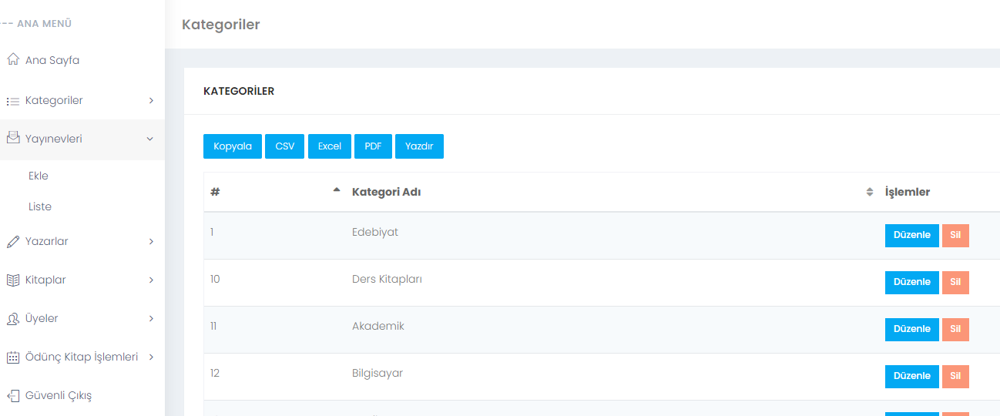 --- ANA MENÜ
Ana Sayfa
Kategoriler
Yayınevleri
Ekle
Liste
Yazarlar
Kitaplar
Üyeler
Ödünç Kitap İşlemleri
Güvenli Çıkış
Kategoriler
KATEGORİLER
Kopyala CSV Excel PDF Yazdır
# Kategori Adı İşlemler
1 Edebiyat Düzenle Sil
10 Ders Kitapları Düzenle Sil
11 Akademik Düzenle Sil
12 Bilgisayar Düzenle Sil